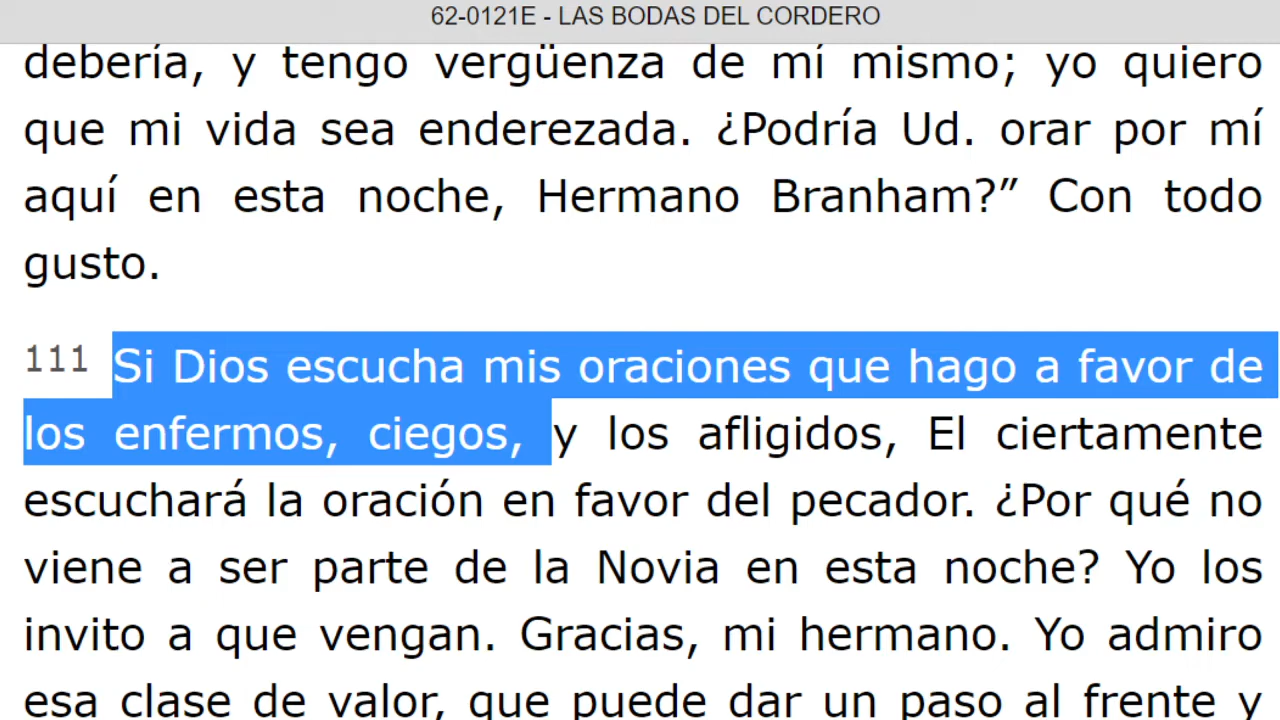 62-0121E - LAS BODAS DEL CORDERO
debería, y tengo vergüenza de mí mismo; yo quiero
que mi vida sea enderezada. ¿Podría Ud. orar por mí
aquí en esta noche, Hermano Branham?” Con todo
gusto.
111 Si Dios escucha mis oraciones que hago a favor de
los enfermos, ciegos, y los afligidos, El ciertamente
escuchará la oración en favor del pecador. ¿Por qué no
viene a ser parte de la Novia en esta noche? Yo los
invito a que vengan. Gracias, mi hermano. Yo admiro
esa clase de valor, que puede dar un paso al frente y